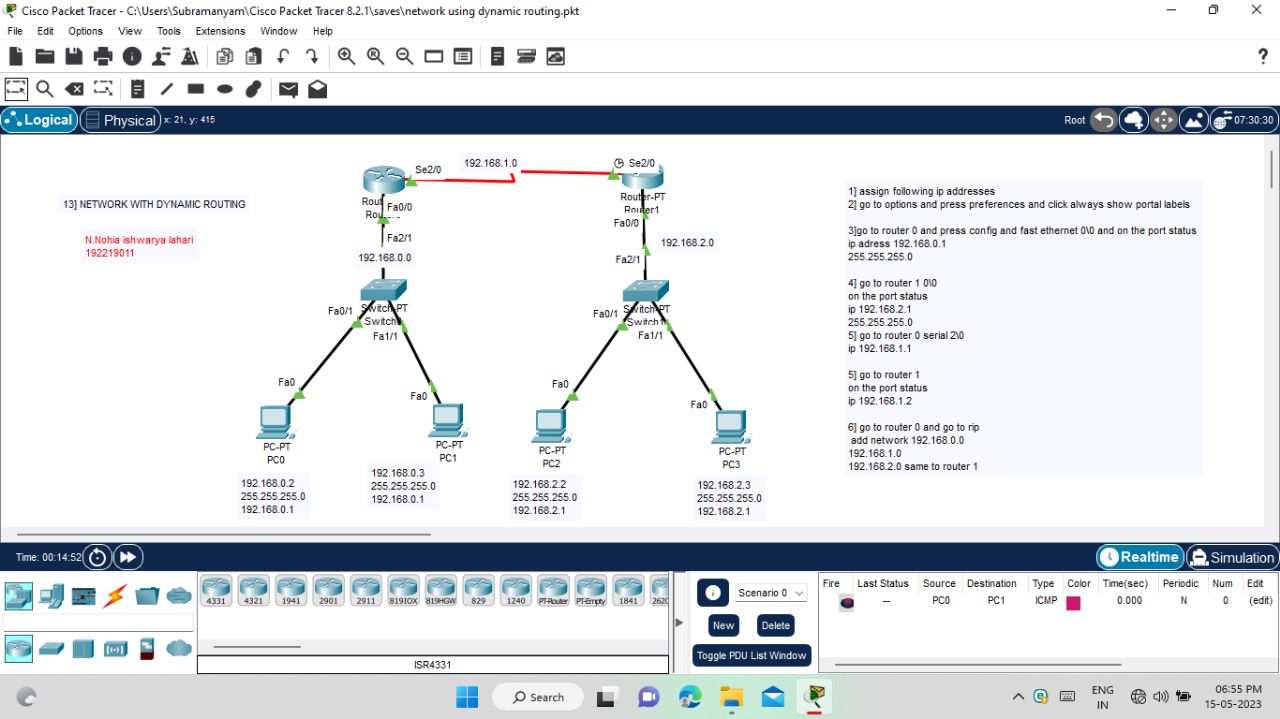 Cisco Packet Tracer - C:\Users\Subramanyam\Cisco Packet Tracer 8.2.1\saves\network using dynamic routing.pkt
File Edit Options View Tools Extensions Window Help
Logical Physical x: 21, y: 415
Root 07:30:30
13] NETWORK WITH DYNAMIC ROUTING
N.Nohia ishwarya lahari
192219011
Se2/0
192.168.1.0
Se2/0
Fa0/0
Router-PT
Router1
Fa0/0
Fa2/1
192.168.0.0
192.168.2.0
Fa2/1
Fa0/1
Switch-PT
Switch0
Fa1/1
Fa0/1
Switch-PT
Switch1
Fa1/1
Fa0
Fa0
Fa0
Fa0
PC-PT
PC0
PC-PT
PC1
PC-PT
PC2
PC-PT
PC3
192.168.0.2
255.255.255.0
192.168.0.1
192.168.0.3
255.255.255.0
192.168.0.1
192.168.2.2
255.255.255.0
192.168.2.1
192.168.2.3
255.255.255.0
192.168.2.1
1] assign following ip addresses
2] go to options and press preferences and click always show portal labels
3]go to router 0 and press config and fast ethernet 0\0 and on the port status
ip adress 192.168.0.1
255.255.255.0
4] go to router 1 0\0
on the port status
ip 192.168.2.1
255.255.255.0
5] go to router 0 serial 2\0
ip 192.168.1.1
5] go to router 1
on the port status
ip 192.168.1.2
6] go to router 0 and go to rip
add network 192.168.0.0
192.168.1.0
192.168.2.0 same to router 1
Time: 00:14:52
Realtime Simulation
4331 4321 1941 2901 2911 819IOX 819HGW 829 1240 PT-Router PT-Empty 1841
ISR4331
Scenario 0
New Delete
Toggle PDU List Window
Fire Last Status Source Destination Type Color Time(sec) Periodic Num Edit
-- PC0 PC1 ICMP 0.000 N 0 (edit)
Search
ENG
IN
06:55 PM
15-05-2023